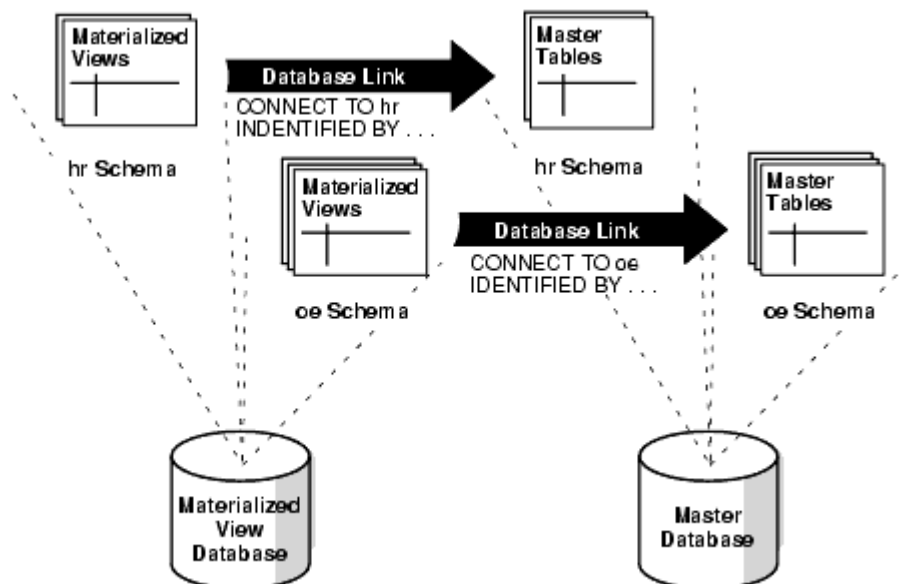 Materialized
Views
Database Link
CONNECT TO hr
INDENTIFIED BY . . .
Master
Tables
hr Schema
hr Schema
Materialized
Views
Database Link
CONNECT TO oe
IDENTIFIED BY . . .
Master
Tables
oe Schema
oe Schema
Materialized
View
Database
Master
Database